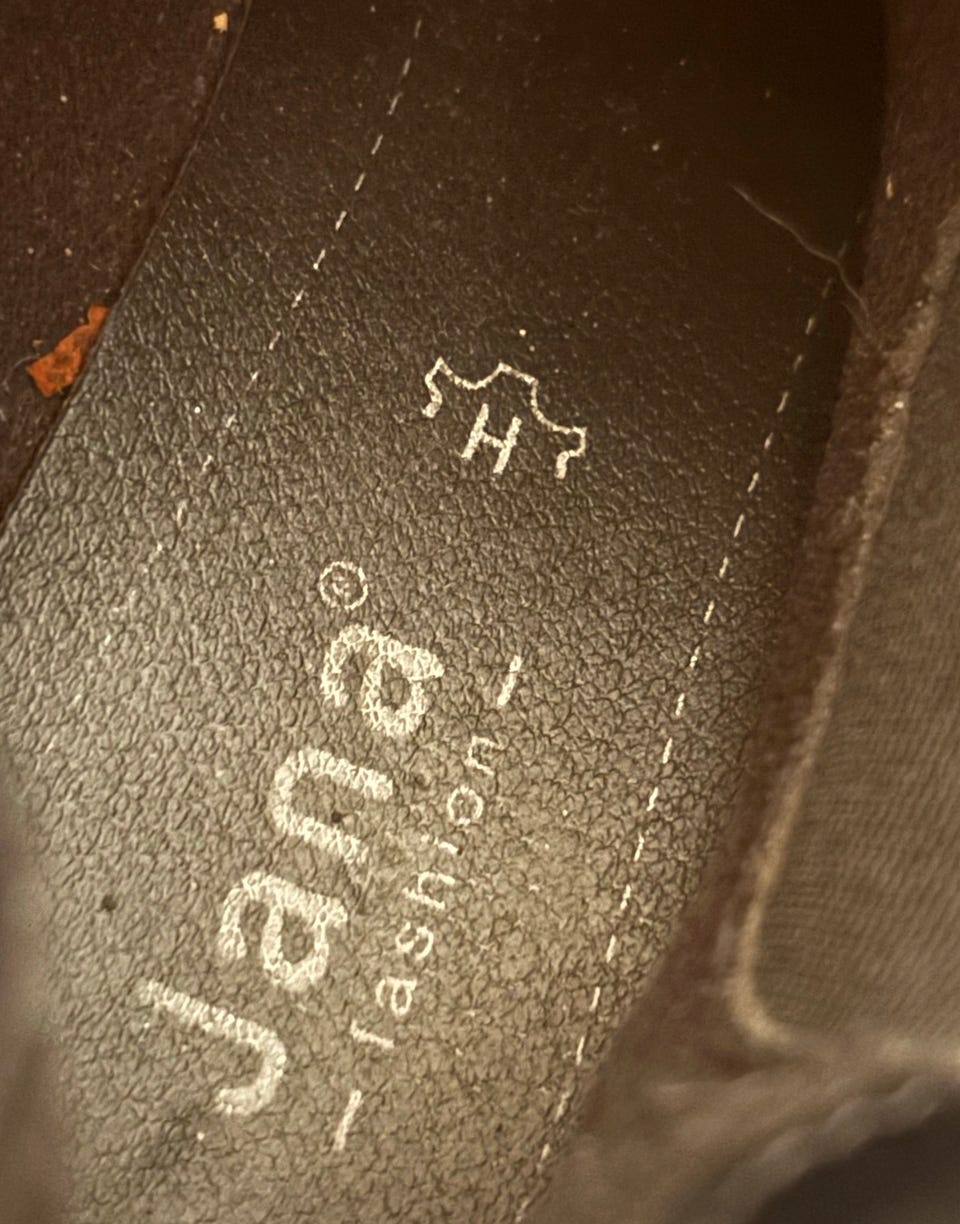 H
Jana®
– fashion –